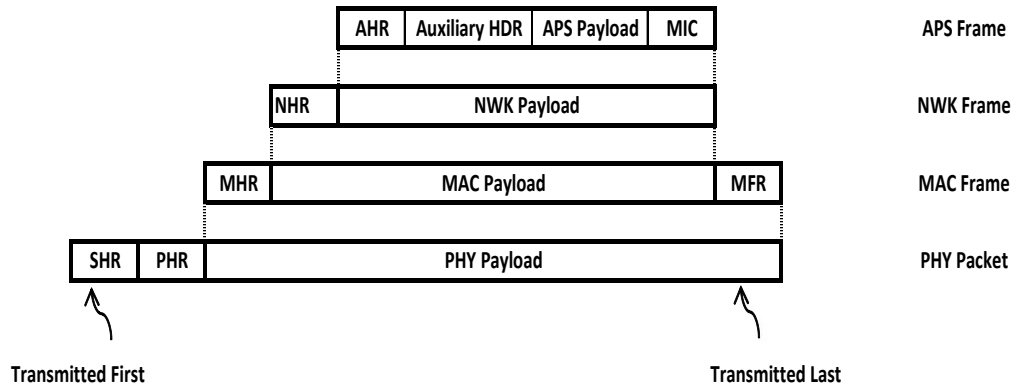 AHR Auxiliary HDR APS Payload MIC APS Frame
NHR NWK Payload NWK Frame
MHR MAC Payload MFR MAC Frame
SHR PHR PHY Payload PHY Packet
Transmitted First Transmitted Last